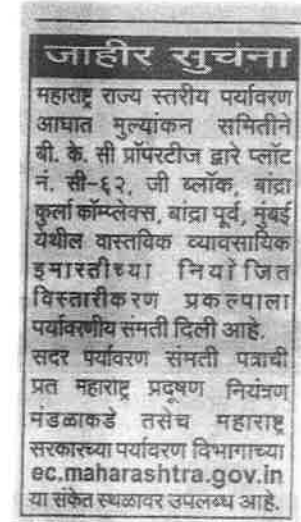 जाहीर सुचना
महाराष्ट्र राज्य स्तरीय पर्यावरण
आघात मुल्यांकन समितीने
बी. के. सी प्रॉपरटीज द्वारे प्लॉट
नं. सी-६२, जी ब्लॉक, बांद्रा
कुर्ला कॉम्प्लेक्स, बांद्रा पूर्व, मुंबई
येथील वास्तविक व्यावसायिक
इमारतीच्या नियोजित
विस्तारीकरण प्रकल्पाला
पर्यावरणीय संमती दिली आहे.
सदर पर्यावरण संमती पत्राची
प्रत महाराष्ट्र प्रदूषण नियंत्रण
मंडळाकडे तसेच महाराष्ट्र
सरकारच्या पर्यावरण विभागाच्या
ec.maharashtra.gov.in
या संकेतस्थळावर उपलब्ध आहे.